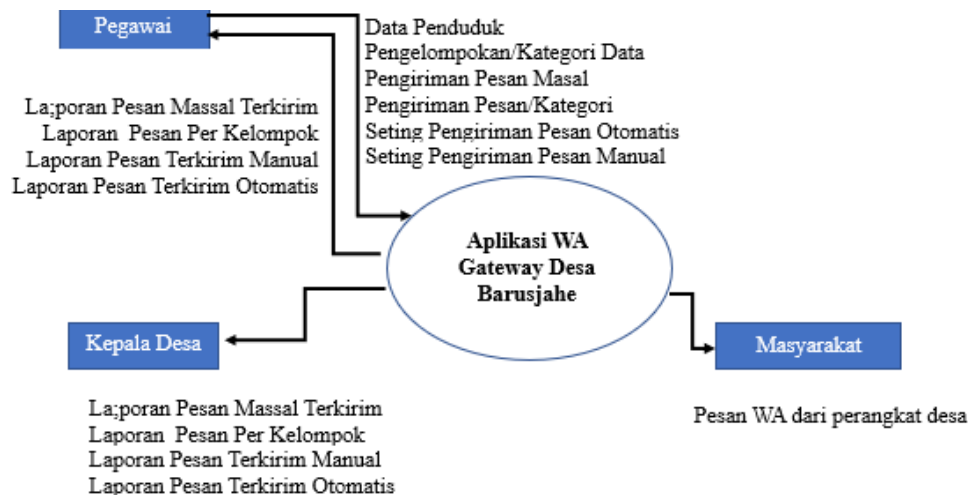 Pegawai
Data Penduduk
Pengelompokan/Kategori Data
Pengiriman Pesan Masal
Pengiriman Pesan/Kategori
Seting Pengiriman Pesan Otomatis
Seting Pengiriman Pesan Manual
La;poran Pesan Massal Terkirim
Laporan Pesan Per Kelompok
Laporan Pesan Terkirim Manual
Laporan Pesan Terkirim Otomatis
Aplikasi WA
Gateway Desa
Barusjahe
Kepala Desa
Masyarakat
La;poran Pesan Massal Terkirim
Laporan Pesan Per Kelompok
Laporan Pesan Terkirim Manual
Laporan Pesan Terkirim Otomatis
Pesan WA dari perangkat desa